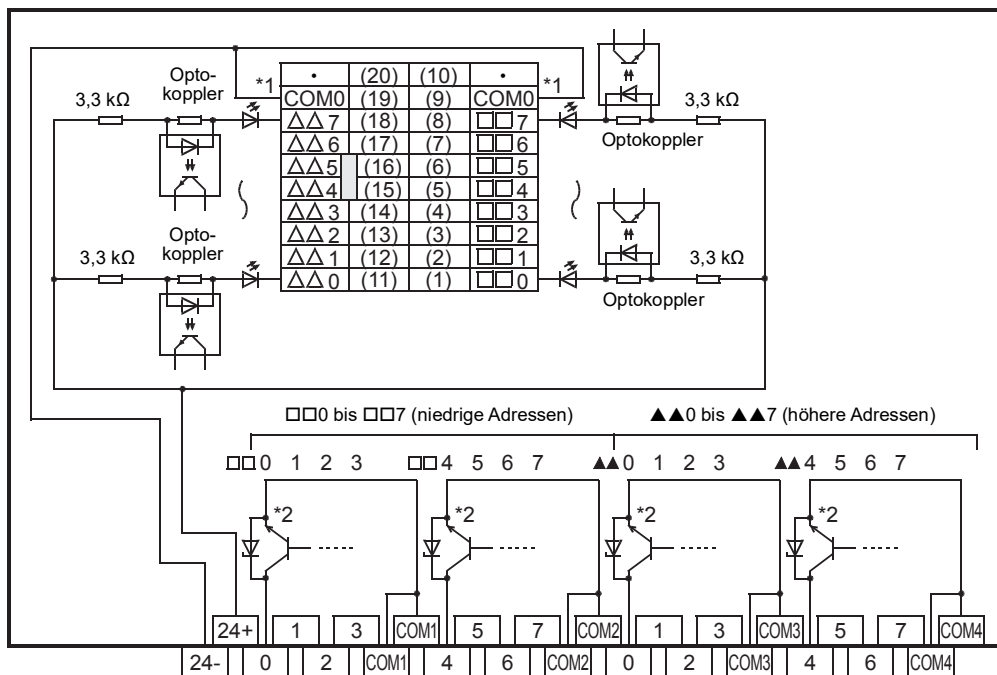 Opto-
koppler
*1
• (20) (10) •
*1
3,3 kΩ
COM0 (19) (9) COM0
3,3 kΩ
△△7 (18) (8) □□7
Optokoppler
△△6 (17) (7) □□6
△△5 (16) (6) □□5
△△4 (15) (5) □□4
△△3 (14) (4) □□3
Opto-
koppler
△△2 (13) (3) □□2
3,3 kΩ
△△1 (12) (2) □□1
3,3 kΩ
△△0 (11) (1) □□0
Optokoppler
□□0 bis □□7 (niedrige Adressen) ▲▲0 bis ▲▲7 (höhere Adressen)
□□0 1 2 3 □□4 5 6 7 ▲▲0 1 2 3 ▲▲4 5 6 7
*2 *2 *2 *2
24+ 1 3 COM1 5 7 COM2 1 3 COM3 5 7 COM4
24- 0 2 COM1 4 6 COM2 0 2 COM3 4 6 COM4